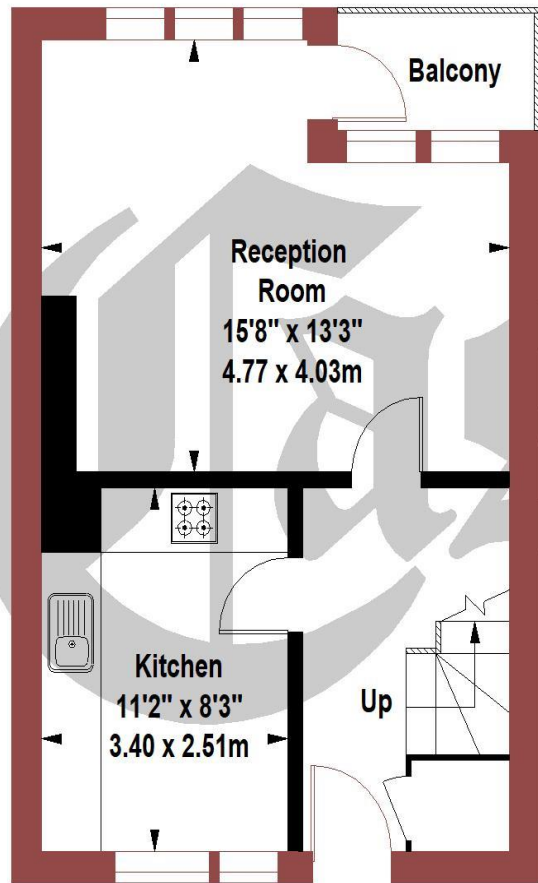 Balcony
Reception
Room
15'8" x 13'3"
4.77 x 4.03m
Kitchen
11'2" x 8'3"
3.40 x 2.51m
Up